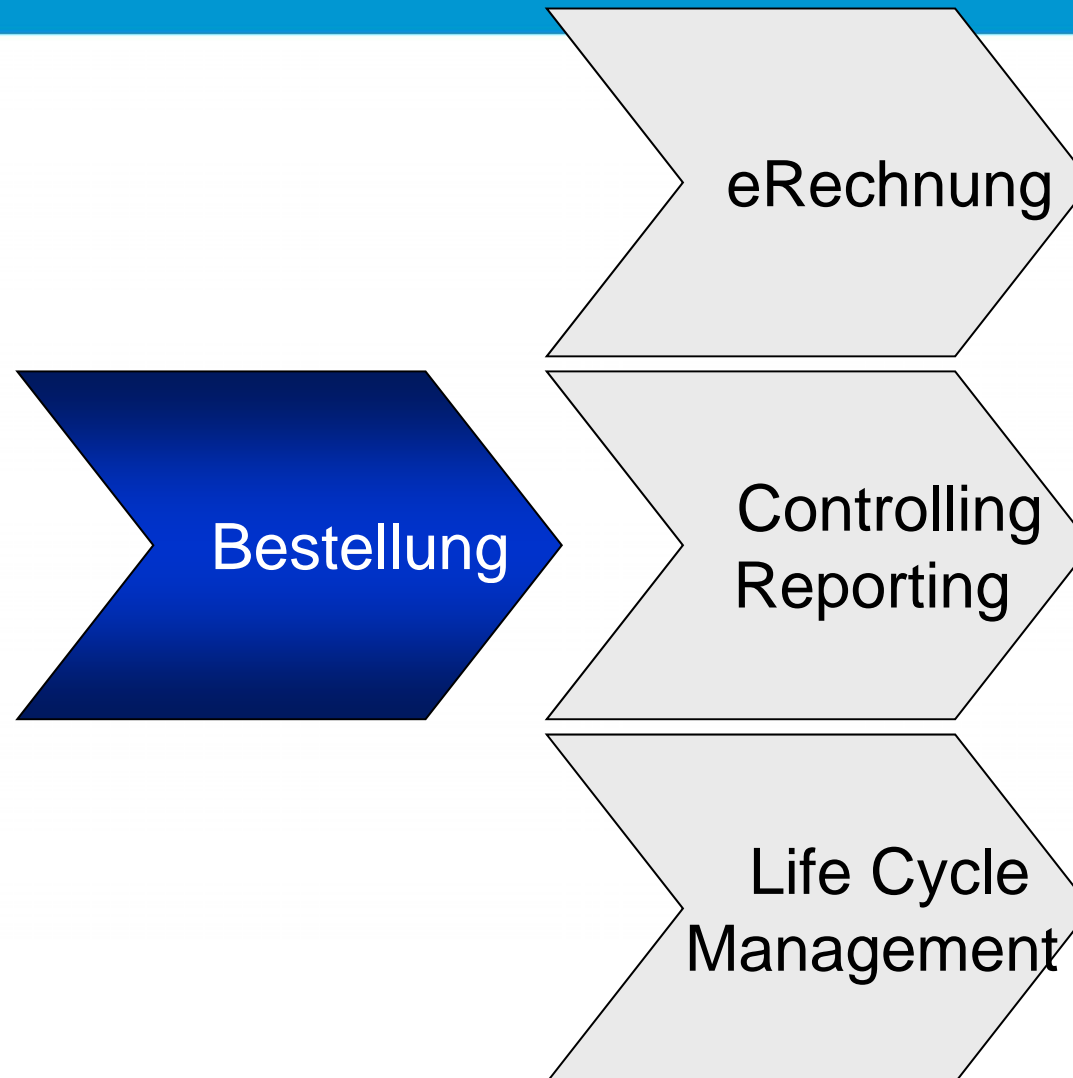 eRechnung
Bestellung
Controlling
Reporting
Life Cycle
Management